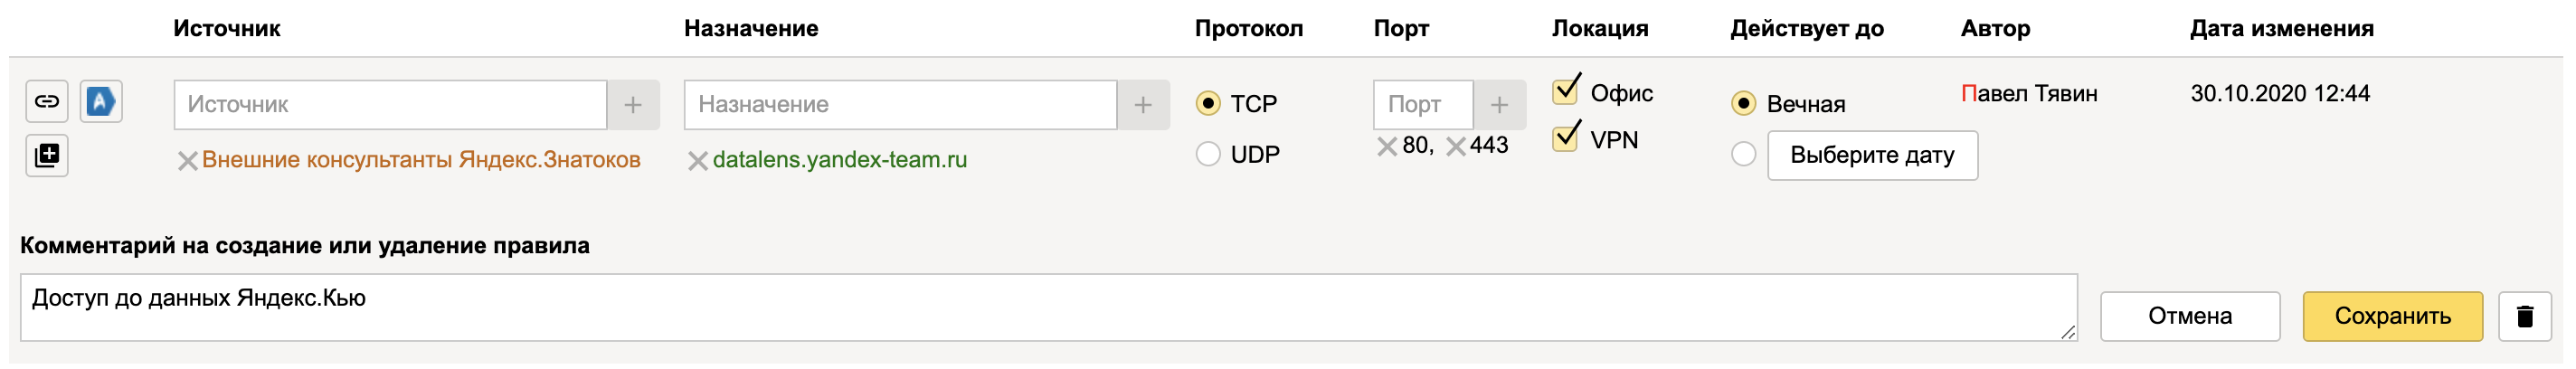 Источник Назначение Протокол Порт Локация Действует до Автор Дата изменения
Источник + Назначение + TCP Порт + Офис Вечная Павел Тявин 30.10.2020 12:44
Внешние консультанты Яндекс.Знатоков datalens.yandex-team.ru UDP 80, 443 VPN Выберите дату
Комментарий на создание или удаление правила
Доступ до данных Яндекс.Кью
Отмена Сохранить